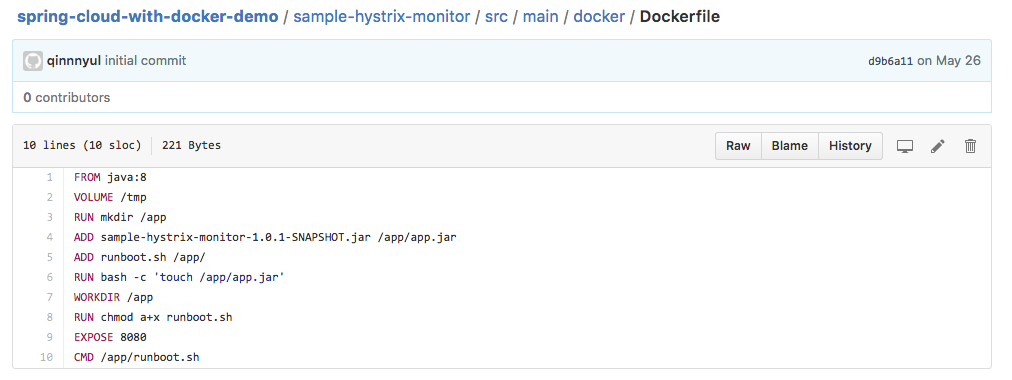 spring-cloud-with-docker-demo / sample-hystrix-monitor / src / main / docker / Dockerfile
qinnnyul initial commit d9b6a11 on May 26
0 contributors
10 lines (10 sloc) 221 Bytes Raw Blame History
1 FROM java:8
2 VOLUME /tmp
3 RUN mkdir /app
4 ADD sample-hystrix-monitor-1.0.1-SNAPSHOT.jar /app/app.jar
5 ADD runboot.sh /app/
6 RUN bash -c 'touch /app/app.jar'
7 WORKDIR /app
8 RUN chmod a+x runboot.sh
9 EXPOSE 8080
10 CMD /app/runboot.sh